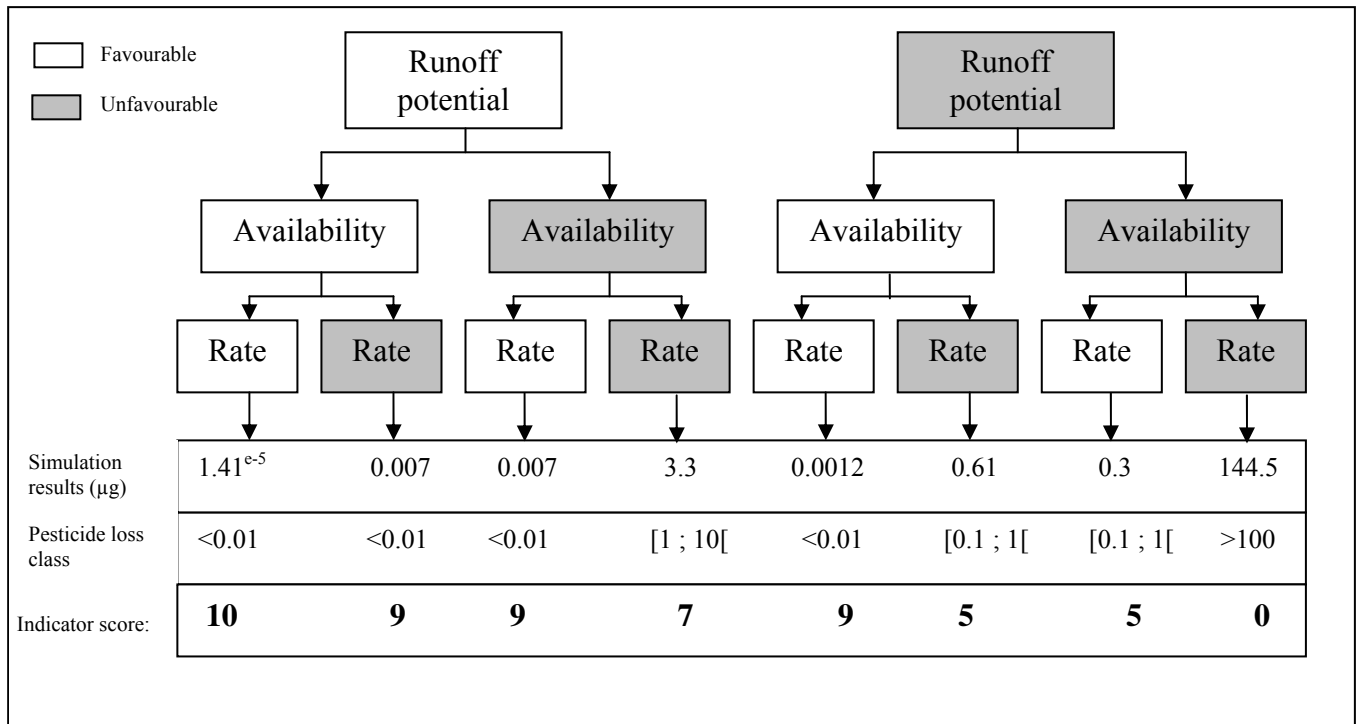 Favourable
Unfavourable
Runoff
potential
Runoff
potential
Availability
Availability
Availability
Availability
Rate
Rate
Rate
Rate
Rate
Rate
Rate
Rate
Simulation
results (µg)
1.41e-5 0.007 0.007 3.3 0.0012 0.61 0.3 144.5
Pesticide loss
class
<0.01 <0.01 <0.01 [1 ; 10[ <0.01 [0.1 ; 1[ [0.1 ; 1[ >100
Indicator score: 10 9 9 7 9 5 5 0